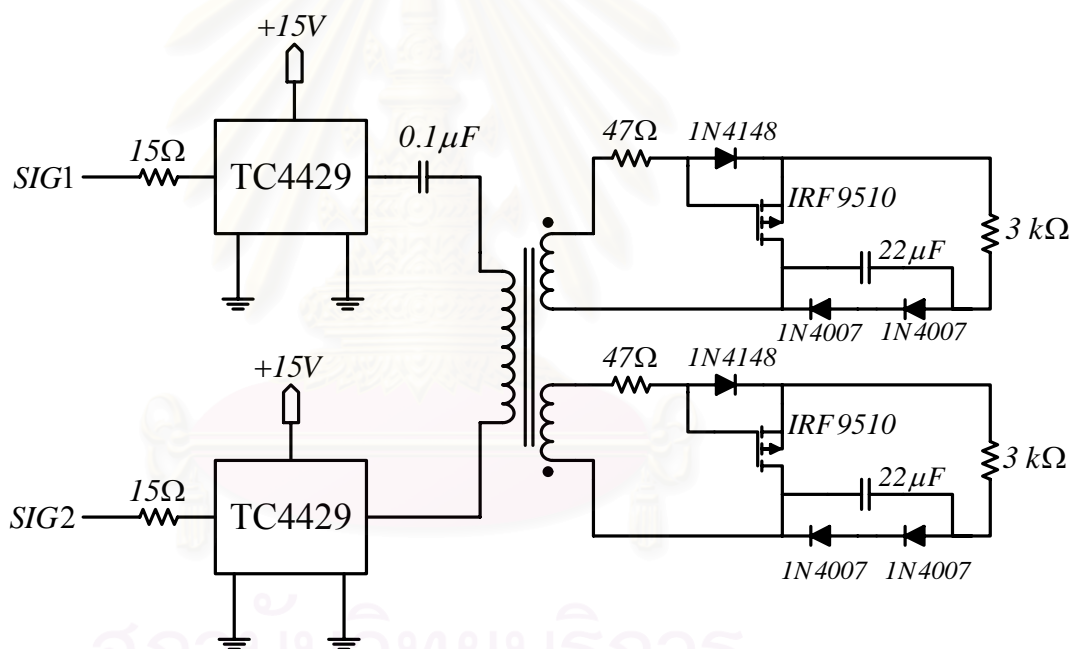 +15V
15Ω
SIG1
TC4429
0.1μF
47Ω
1N4148
IRF9510
22μF
3 kΩ
1N4007
1N4007
+15V
15Ω
SIG2
TC4429
47Ω
1N4148
IRF9510
22μF
3 kΩ
1N4007
1N4007